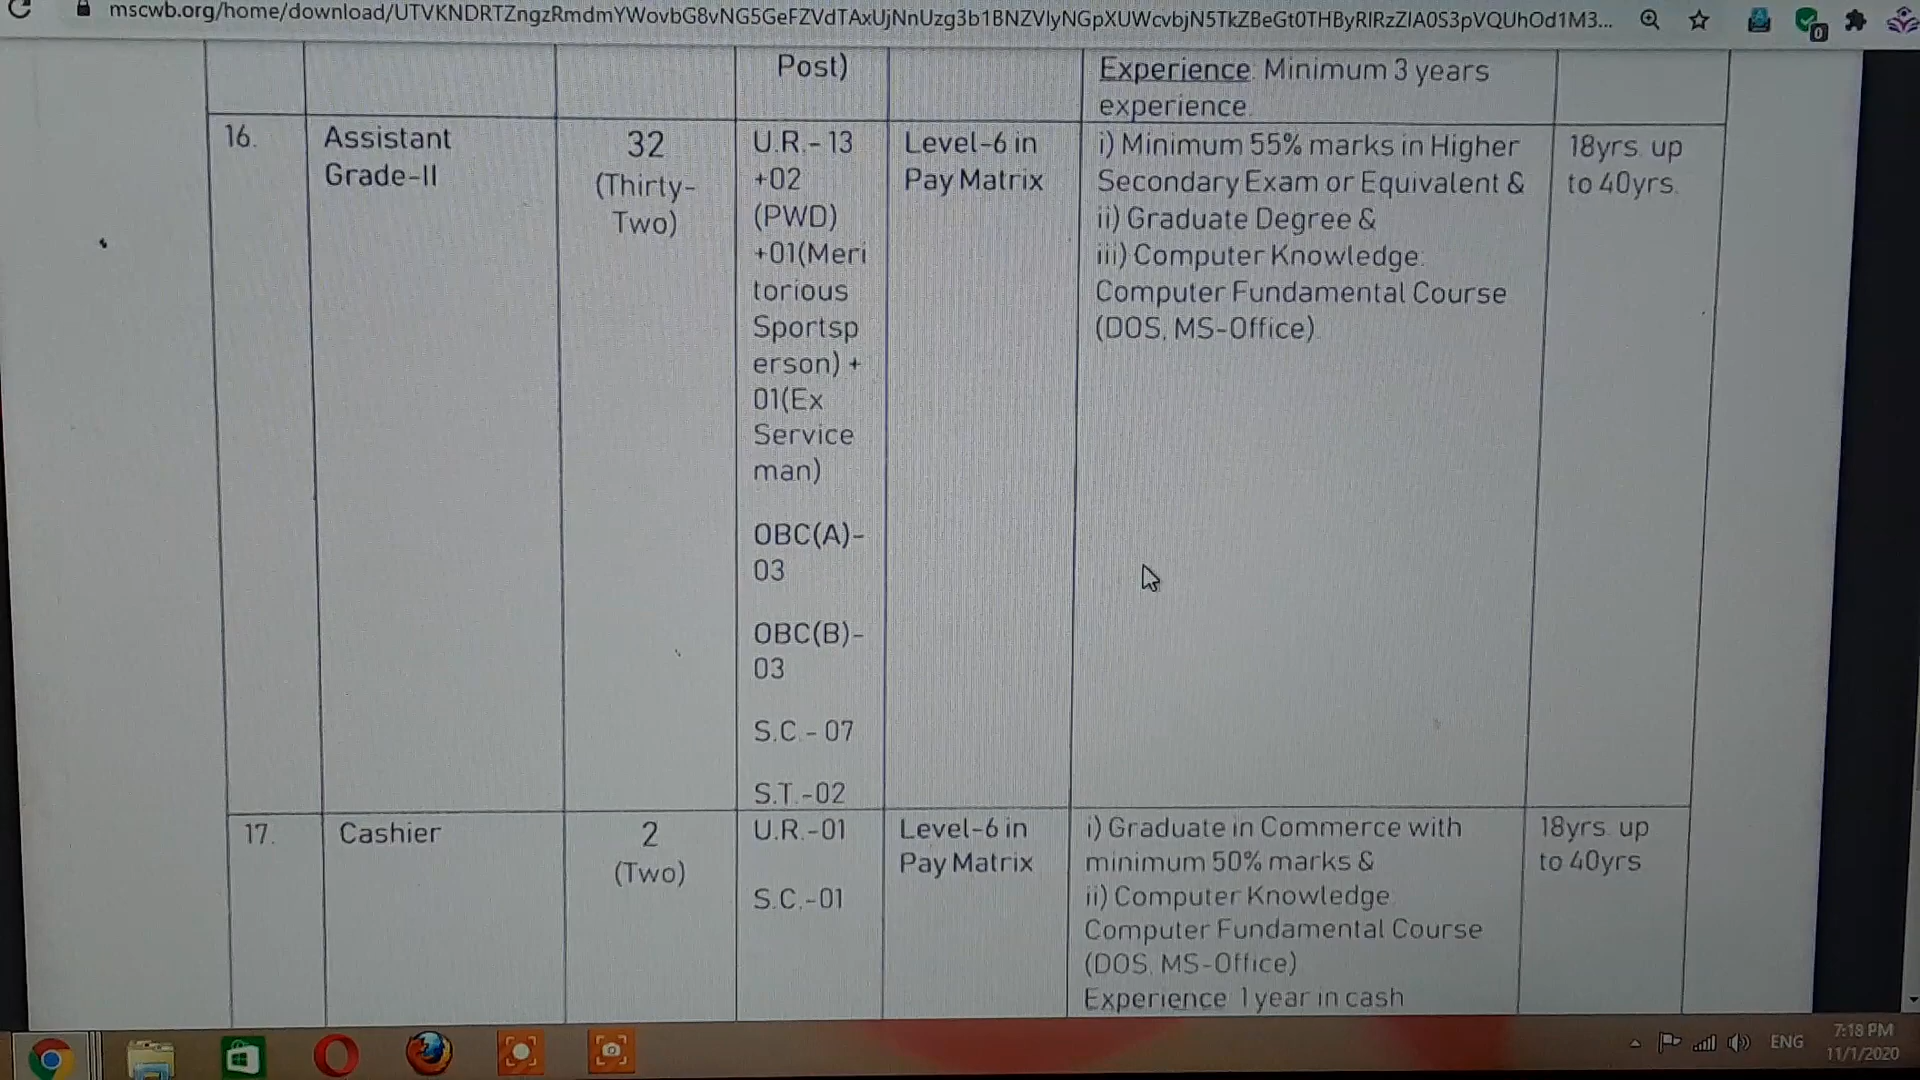 mscwb.org/home/download/
Post)
Experience: Minimum 3 years
experience.
16.
Assistant
Grade-II
32
(Thirty-
Two)
U.R.- 13
+02
(PWD)
+01(Meri
torious
Sportsp
erson) +
01(Ex
Service
man)
OBC(A)-
03
OBC(B)-
03
S.C.- 07
S.T.-02
Level-6 in
Pay Matrix
i) Minimum 55% marks in Higher
Secondary Exam or Equivalent &
ii) Graduate Degree &
iii) Computer Knowledge:
Computer Fundamental Course
(DOS, MS-Office)
18yrs. up
to 40yrs.
17.
Cashier
2
(Two)
U.R.-01
S.C.-01
Level-6 in
Pay Matrix
i) Graduate in Commerce with
minimum 50% marks &
ii) Computer Knowledge
Computer Fundamental Course
(DOS, MS-Office)
Experience 1 year in cash
18yrs. up
to 40yrs
0
ENG
7:18 PM
11/1/2020